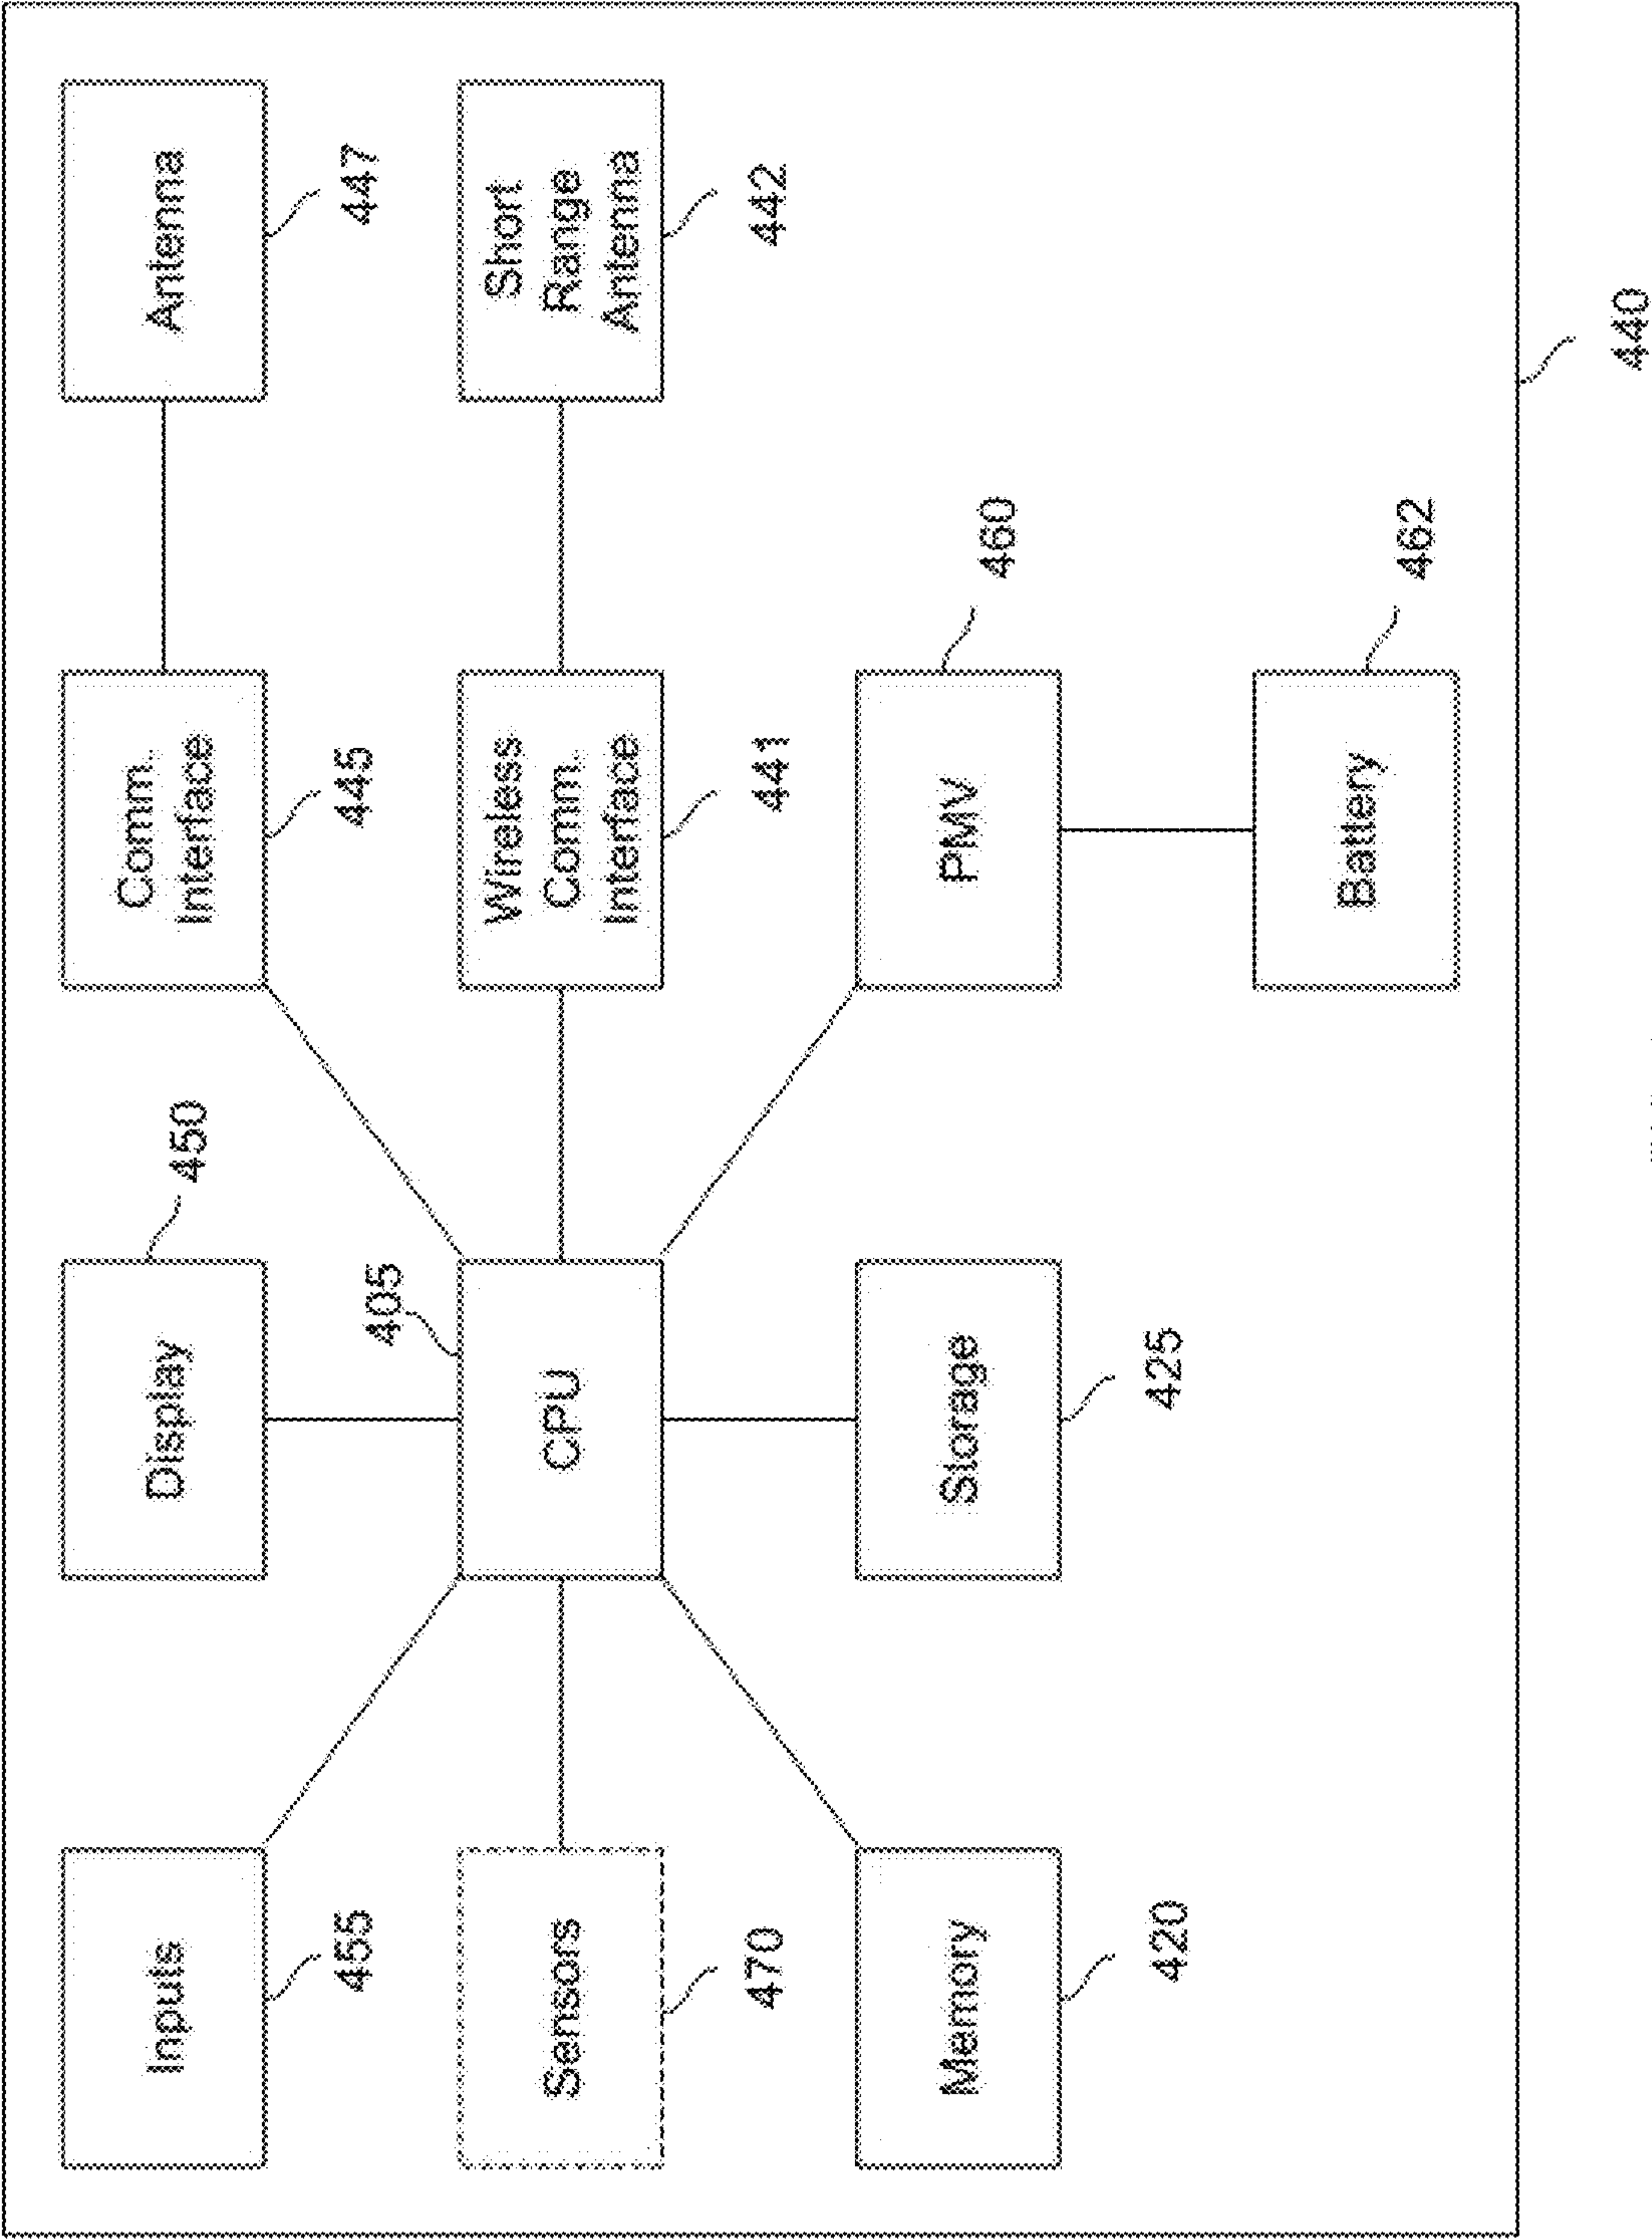 Inputs
455
Display
450
Comm.
Interface
445
Antenna
447
Sensors
470
CPU
405
Wireless
Comm.
Interface
441
Short
Range
Antenna
442
Memory
420
Storage
425
PMV
460
Battery
462
440